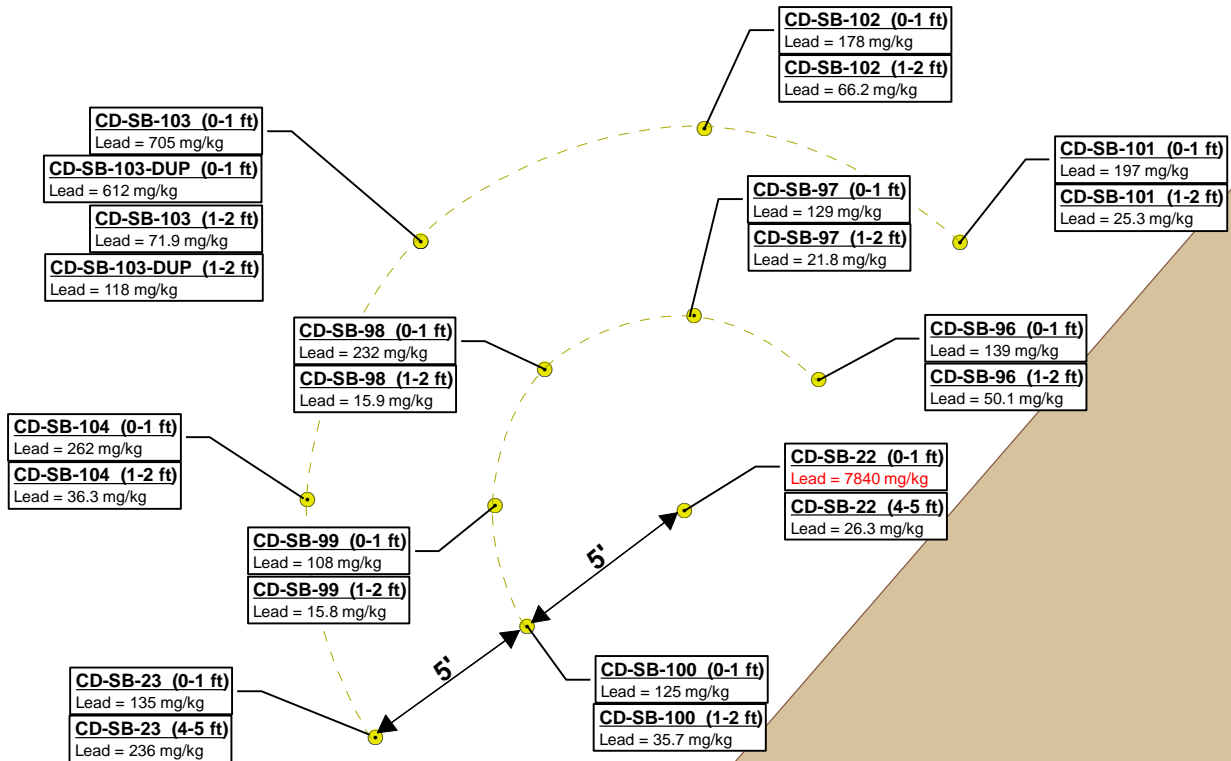 CD-SB-102 (0-1 ft)
Lead = 178 mg/kg
CD-SB-102 (1-2 ft)
Lead = 66.2 mg/kg
CD-SB-103 (0-1 ft)
Lead = 705 mg/kg
CD-SB-103-DUP (0-1 ft)
Lead = 612 mg/kg
CD-SB-103 (1-2 ft)
Lead = 71.9 mg/kg
CD-SB-103-DUP (1-2 ft)
Lead = 118 mg/kg
CD-SB-101 (0-1 ft)
Lead = 197 mg/kg
CD-SB-101 (1-2 ft)
Lead = 25.3 mg/kg
CD-SB-97 (0-1 ft)
Lead = 129 mg/kg
CD-SB-97 (1-2 ft)
Lead = 21.8 mg/kg
CD-SB-98 (0-1 ft)
Lead = 232 mg/kg
CD-SB-98 (1-2 ft)
Lead = 15.9 mg/kg
CD-SB-96 (0-1 ft)
Lead = 139 mg/kg
CD-SB-96 (1-2 ft)
Lead = 50.1 mg/kg
CD-SB-104 (0-1 ft)
Lead = 262 mg/kg
CD-SB-104 (1-2 ft)
Lead = 36.3 mg/kg
CD-SB-22 (0-1 ft)
Lead = 7840 mg/kg
CD-SB-22 (4-5 ft)
Lead = 26.3 mg/kg
CD-SB-99 (0-1 ft)
Lead = 108 mg/kg
CD-SB-99 (1-2 ft)
Lead = 15.8 mg/kg
5'
5'
CD-SB-23 (0-1 ft)
Lead = 135 mg/kg
CD-SB-23 (4-5 ft)
Lead = 236 mg/kg
CD-SB-100 (0-1 ft)
Lead = 125 mg/kg
CD-SB-100 (1-2 ft)
Lead = 35.7 mg/kg